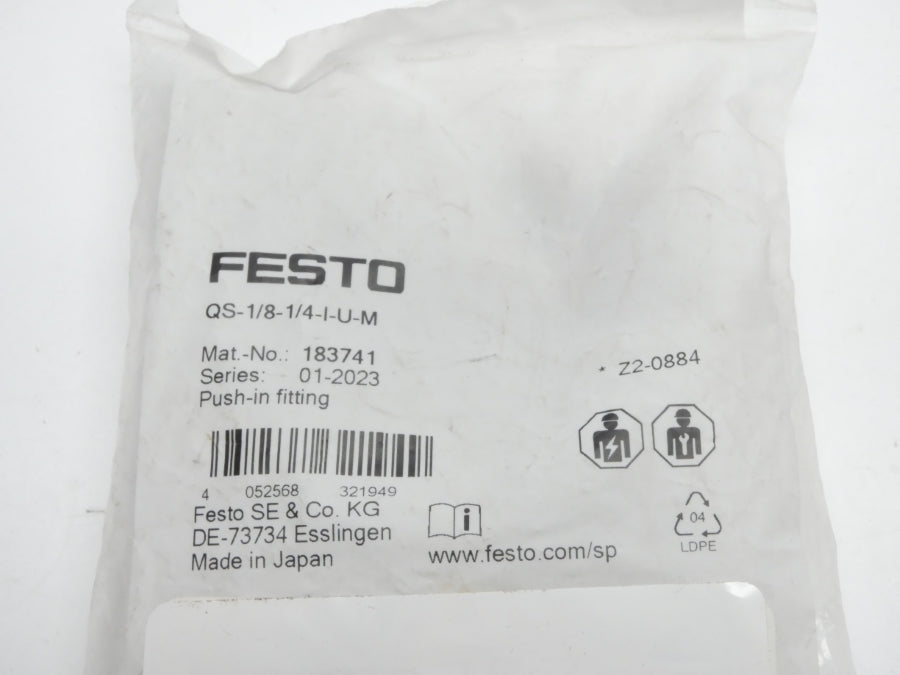 FESTO
QS-1/8-1/4-I-U-M
Mat.-No.: 183741
Series: 01-2023
Push-in fitting
* Z2-0884
4 052568 321949
Festo SE & Co. KG
DE-73734 Esslingen
Made in Japan
i
www.festo.com/sp
04
LDPE